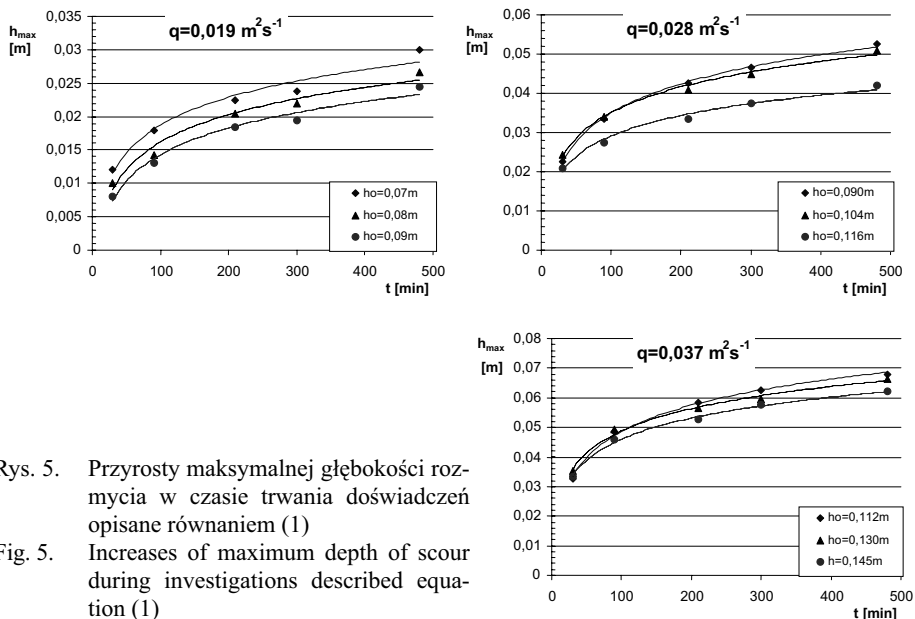 h_max
[m]
q=0,019 m²s⁻¹
0,035
0,03
0,025
0,02
0,015
0,01
0,005
0
0 100 200 300 400 500
t [min]
ho=0,07m
ho=0,08m
ho=0,09m
h_max
[m]
q=0,028 m²s⁻¹
0,06
0,05
0,04
0,03
0,02
0,01
0
0 100 200 300 400 500
t [min]
ho=0,090m
ho=0,104m
ho=0,116m
h_max
[m]
q=0,037 m²s⁻¹
0,08
0,07
0,06
0,05
0,04
0,03
0,02
0,01
0
0 100 200 300 400 500
t [min]
ho=0,112m
ho=0,130m
h=0,145m
Rys. 5. Przyrosty maksymalnej głębokości roz-
mycia w czasie trwania doświadczeń
opisane równaniem (1)
Fig. 5. Increases of maximum depth of scour
during investigations described equa-
tion (1)